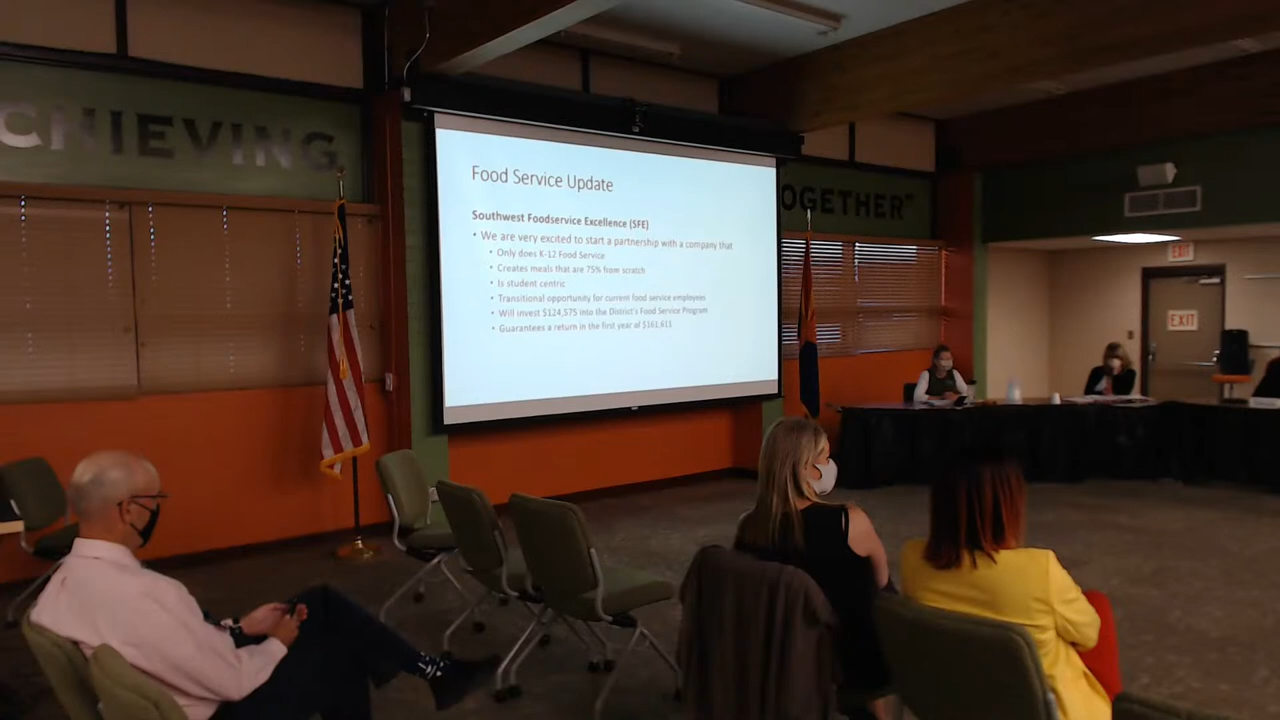 CHIEVING
OGETHER"
Food Service Update
Southwest Foodservice Excellence (SFE)
• We are very excited to start a partnership with a company that
• Only does K-12 Food Service
• Creates meals that are 75% from scratch
• Is student centric
• Transitional opportunity for current food service employees
• Will invest $124,575 into the District's Food Service Program
• Guarantees a return in the first year of $161,611
EXIT
EXIT